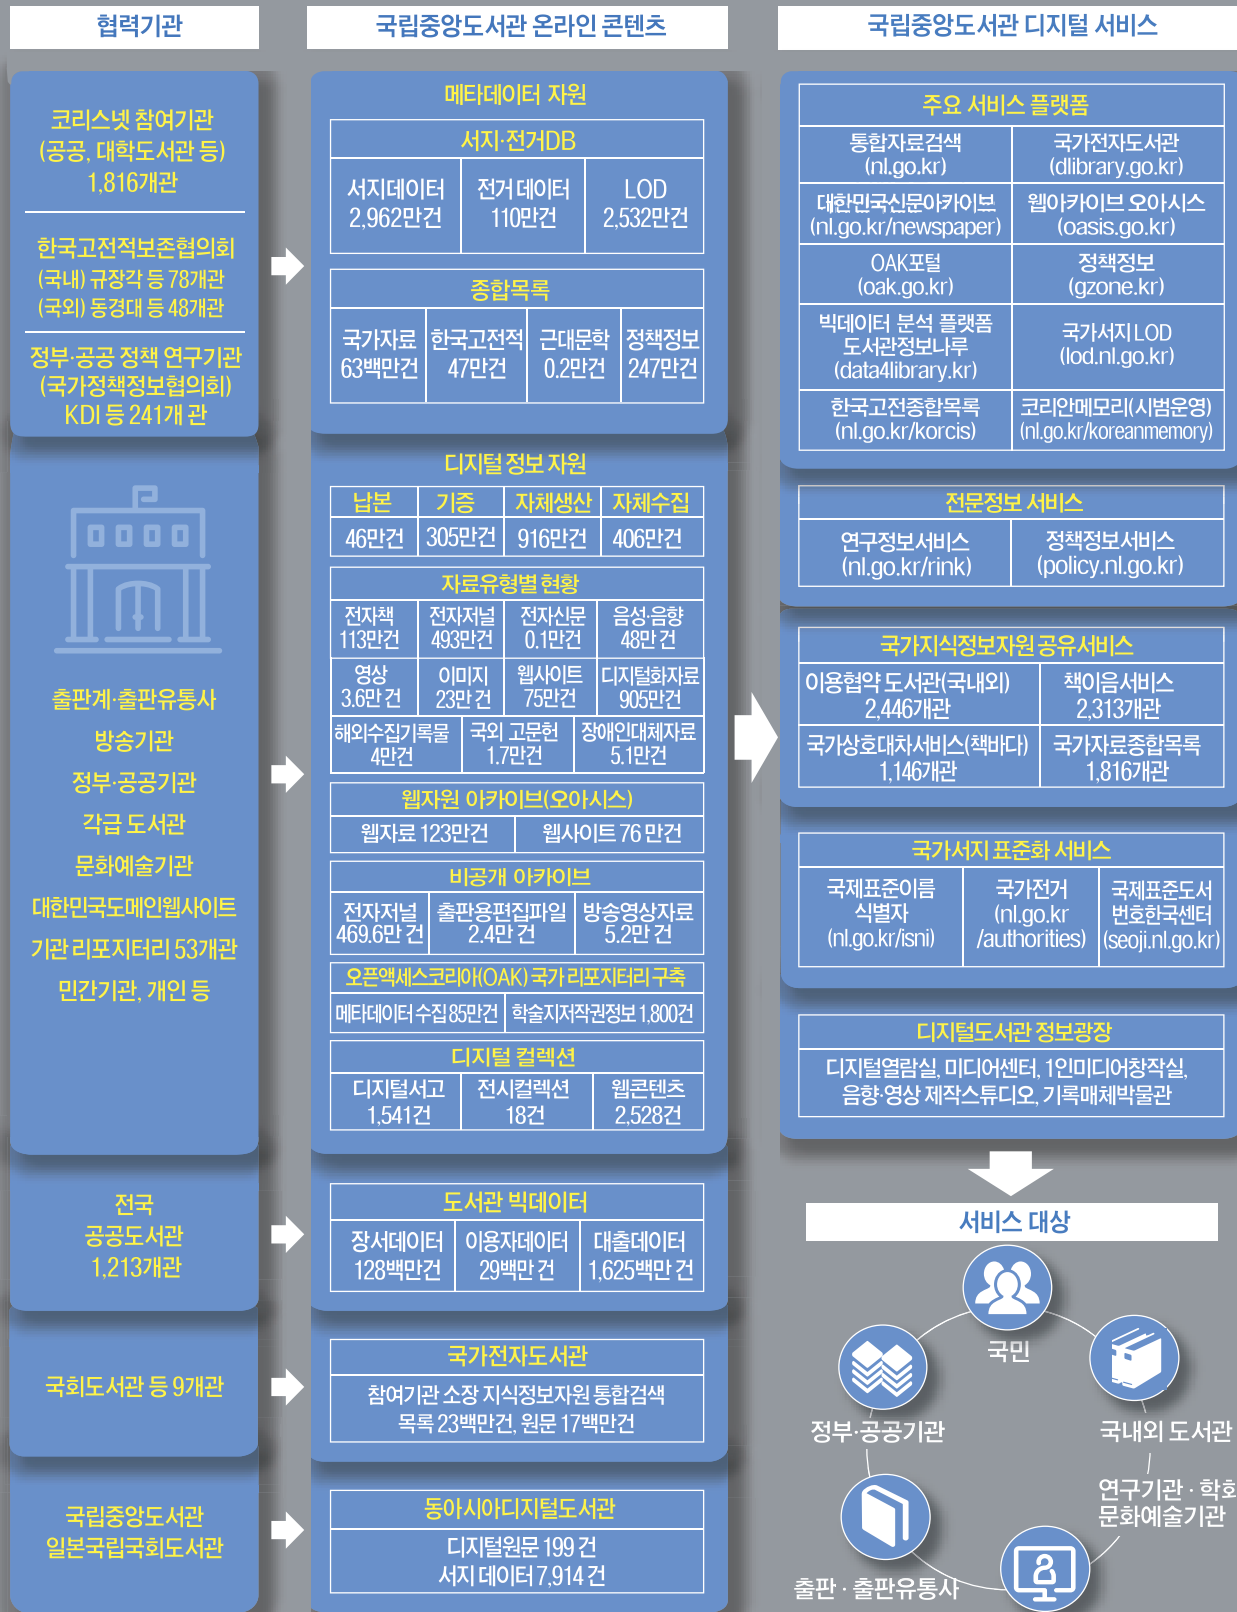 협력기관
코리스넷 참여기관
(공공, 대학도서관 등)
1,816개관
한국고전적보존협의회
(국내) 규장각 등 78개관
(국외) 동경대 등 48개관
정부·공공 정책 연구기관
(국가정책정보협의회)
KDI 등 241개 관
출판계·출판유통사
방송기관
정부·공공기관
각급 도서관
문화예술기관
대한민국도메인웹사이트
기관 리포지터리 53개관
민간기관, 개인 등
전국
공공도서관
1,213개관
국회도서관 등 9개관
국립중앙도서관
일본국립국회도서관
국립중앙도서관 온라인 콘텐츠
메타데이터 자원
서지·전거DB
서지데이터 전거 데이터 LOD
2,962만건 110만건 2,532만건
종합목록
국가자료 한국고전적 근대문학 정책정보
63백만건 47만건 0.2만건 247만건
디지털 정보 자원
납본 기증 자체생산 자체수집
46만건 305만건 916만건 406만건
자료유형별 현황
전자책 전자저널 전자신문 음성·음향
113만건 493만건 0.1만건 48만 건
영상 이미지 웹사이트 디지털화자료
3.6만 건 23만 건 75만건 905만건
해외수집기록물 국외 고문헌 장애인대체자료
4만건 1.7만건 5.1만건
웹자원 아카이브(오아시스)
웹자료 123만건 웹사이트 76 만건
비공개 아카이브
전자저널 출판용편집파일 방송영상자료
469.6만 건 2.4만 건 5.2만 건
오픈액세스코리아(OAK) 국가 리포지터리 구축
메타데이터 수집 85만건 학술지저작권정보 1,800건
디지털 컬렉션
디지털서고 전시컬렉션 웹콘텐츠
1,541건 18건 2,528건
도서관 빅데이터
장서데이터 이용자데이터 대출데이터
128백만건 29백만 건 1,625백만 건
국가전자도서관
참여기관 소장 지식정보자원 통합검색
목록 23백만건, 원문 17백만건
동아시아디지털도서관
디지털원문 199 건
서지 데이터 7,914 건
국립중앙도서관 디지털 서비스
주요 서비스 플랫폼
통합자료검색 국가전자도서관
(nl.go.kr) (dlibrary.go.kr)
대한민국신문아카이브 웹아카이브 오아시스
(nl.go.kr/newspaper) (oasis.go.kr)
OAK포털 정책정보
(oak.go.kr) (gzone.kr)
빅데이터 분석 플랫폼
도서관정보나루 국가서지 LOD
(data4library.kr) (lod.nl.go.kr)
한국고전종합목록 코리안메모리(시범운영)
(nl.go.kr/korcis) (nl.go.kr/koreanmemory)
전문정보 서비스
연구정보서비스 정책정보서비스
(nl.go.kr/rink) (policy.nl.go.kr)
국가지식정보자원 공유서비스
이용협약 도서관(국내외) 책이음서비스
2,446개관 2,313개관
국가상호대차서비스(책바다) 국가자료종합목록
1,146개관 1,816개관
국가서지 표준화 서비스
국제표준이름 국가전거 국제표준도서
식별자 (nl.go.kr 번호한국센터
(nl.go.kr/isni) /authorities) (seoji.nl.go.kr)
디지털도서관 정보광장
디지털열람실, 미디어센터, 1인미디어창작실,
음향·영상 제작스튜디오, 기록매체박물관
서비스 대상
국민
정부·공공기관 국내외 도서관
연구기관 · 학회
문화예술기관
출판 · 출판유통사